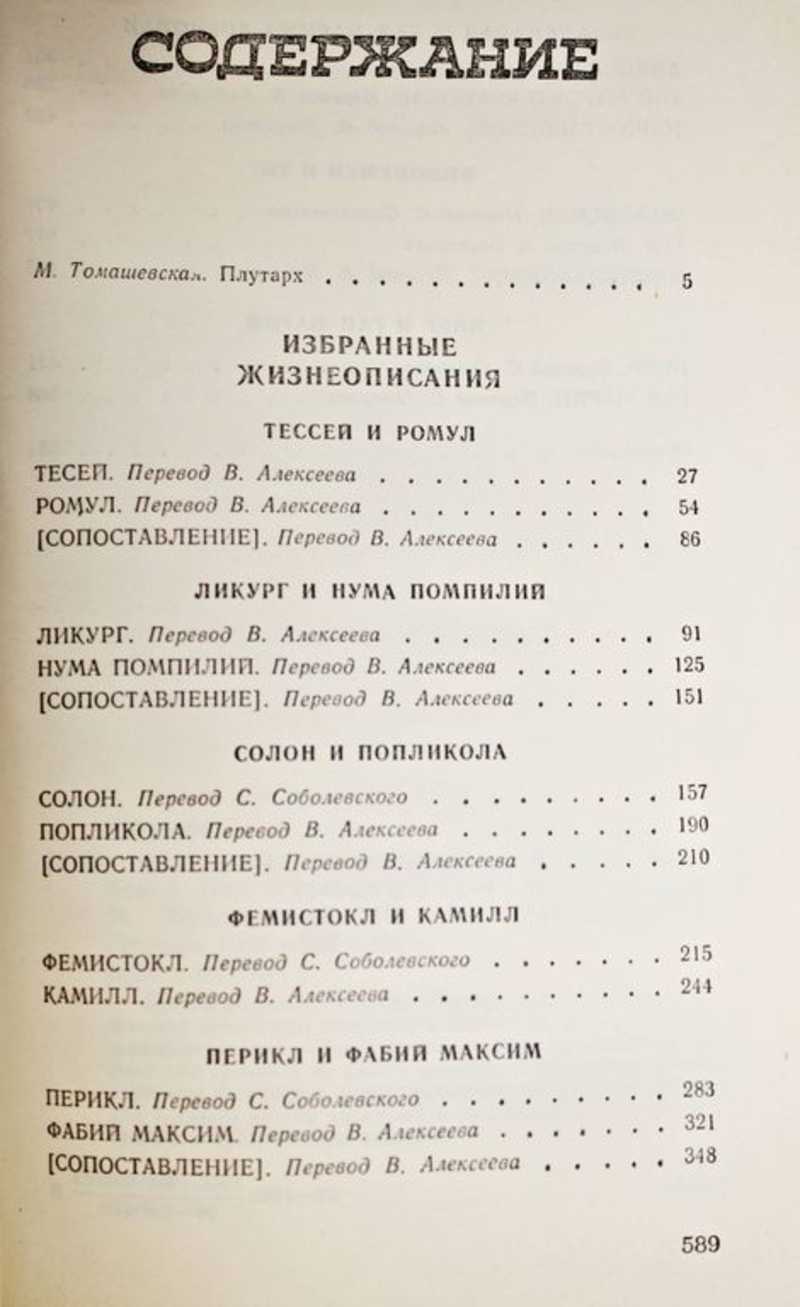 СОДЕРЖАНИЕ
М. Томашевская. Плутарх . . . . . . . . . . . . . 5
ИЗБРАННЫЕ
ЖИЗНЕОПИСАНИЯ
ТЕССЕЙ И РОМУЛ
ТЕСЕЙ. Перевод В. Алексеева . . . . . . . . . . . 27
РОМУЛ. Перевод В. Алексеева . . . . . . . . . . . 54
[СОПОСТАВЛЕНИЕ]. Перевод В. Алексеева . . . . . . 86
ЛИКУРГ И НУМА ПОМПИЛИЙ
ЛИКУРГ. Перевод В. Алексеева . . . . . . . . . . 91
НУМА ПОМПИЛИЙ. Перевод В. Алексеева . . . . . . 125
[СОПОСТАВЛЕНИЕ]. Перевод В. Алексеева . . . . . 151
СОЛОН И ПОПЛИКОЛА
СОЛОН. Перевод С. Соболевского . . . . . . . . . 157
ПОПЛИКОЛА. Перевод В. Алексеева . . . . . . . . 190
[СОПОСТАВЛЕНИЕ]. Перевод В. Алексеева . . . . . 210
ФЕМИСТОКЛ И КАМИЛЛ
ФЕМИСТОКЛ. Перевод С. Соболевского . . . . . . . 215
КАМИЛЛ. Перевод В. Алексеева . . . . . . . . . . 244
ПЕРИКЛ И ФАБИЙ МАКСИМ
ПЕРИКЛ. Перевод С. Соболевского . . . . . . . . . 283
ФАБИЙ МАКСИМ. Перевод В. Алексеева . . . . . . . 321
[СОПОСТАВЛЕНИЕ]. Перевод В. Алексеева . . . . . 348
589